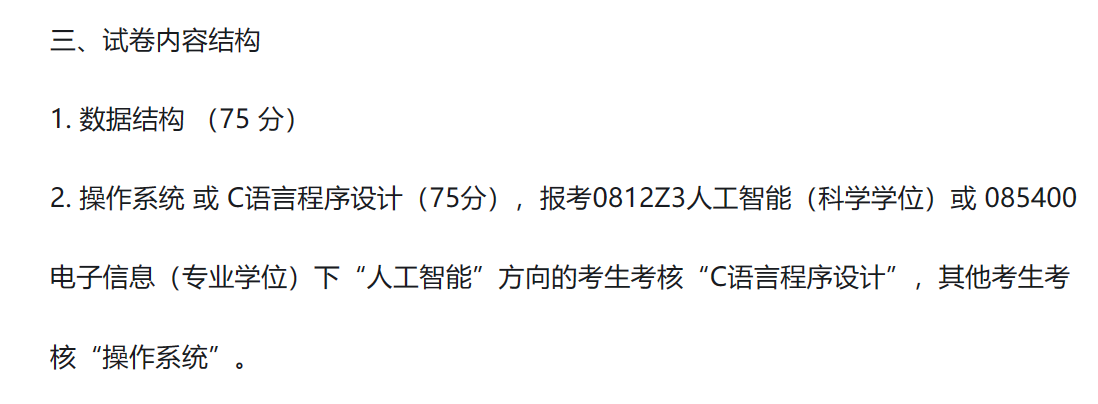 三、试卷内容结构
1. 数据结构 （75 分）
2. 操作系统 或 C语言程序设计（75分），报考0812Z3人工智能（科学学位）或 085400
电子信息（专业学位）下“人工智能”方向的考生考核“C语言程序设计”，其他考生考
核“操作系统”。